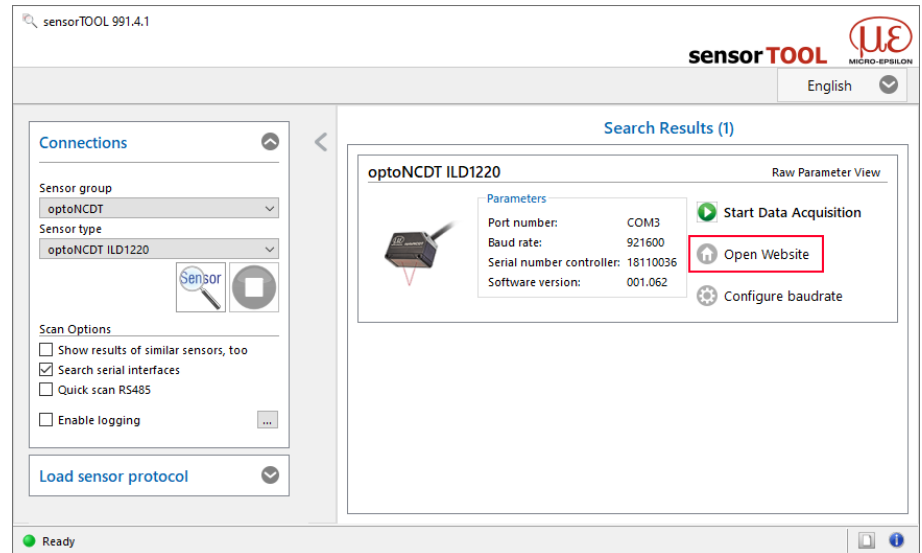 sensorTOOL 991.4.1
sensorTOOL
με
MICRO-EPSILON
English
Connections
Sensor group
optoNCDT
Sensor type
optoNCDT ILD1220
Sensor
Scan Options
Show results of similar sensors, too
Search serial interfaces
Quick scan RS485
Enable logging
...
Load sensor protocol
Search Results (1)
optoNCDT ILD1220
Raw Parameter View
Parameters
Port number: COM3
Baud rate: 921600
Serial number controller: 18110036
Software version: 001.062
Start Data Acquisition
Open Website
Configure baudrate
Ready